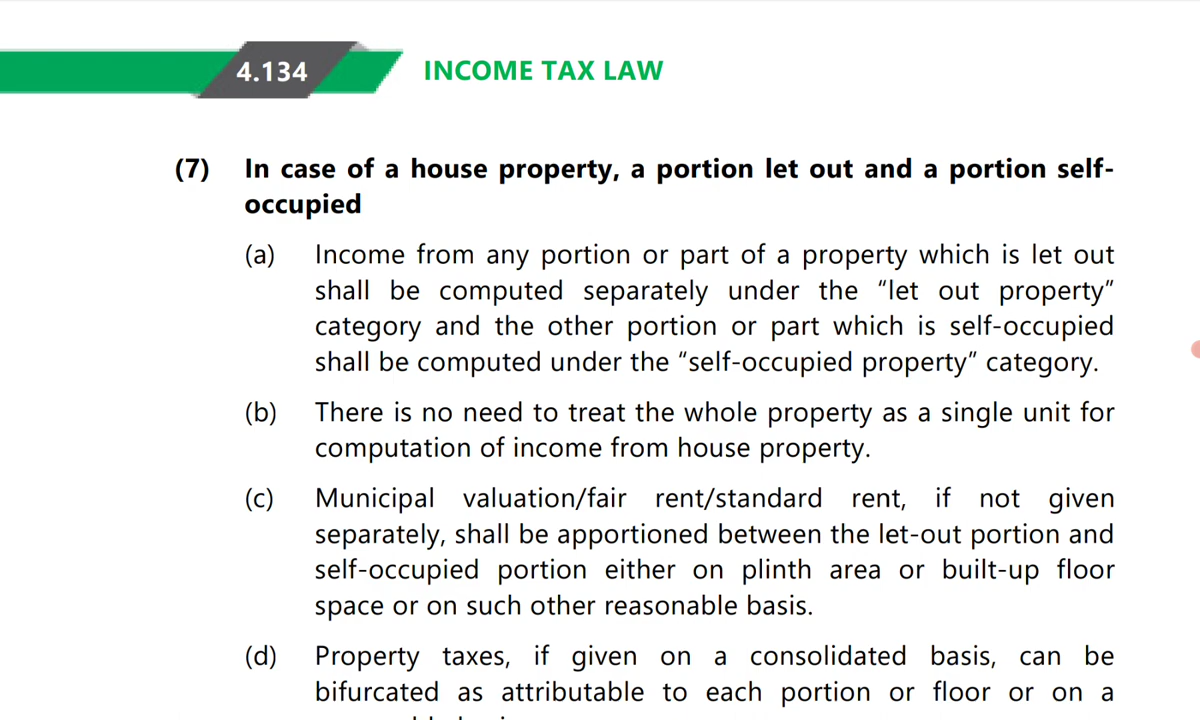 4.134 INCOME TAX LAW
(7) In case of a house property, a portion let out and a portion self-
occupied
(a) Income from any portion or part of a property which is let out
shall be computed separately under the “let out property”
category and the other portion or part which is self-occupied
shall be computed under the “self-occupied property” category.
(b) There is no need to treat the whole property as a single unit for
computation of income from house property.
(c) Municipal valuation/fair rent/standard rent, if not given
separately, shall be apportioned between the let-out portion and
self-occupied portion either on plinth area or built-up floor
space or on such other reasonable basis.
(d) Property taxes, if given on a consolidated basis, can be
bifurcated as attributable to each portion or floor or on a